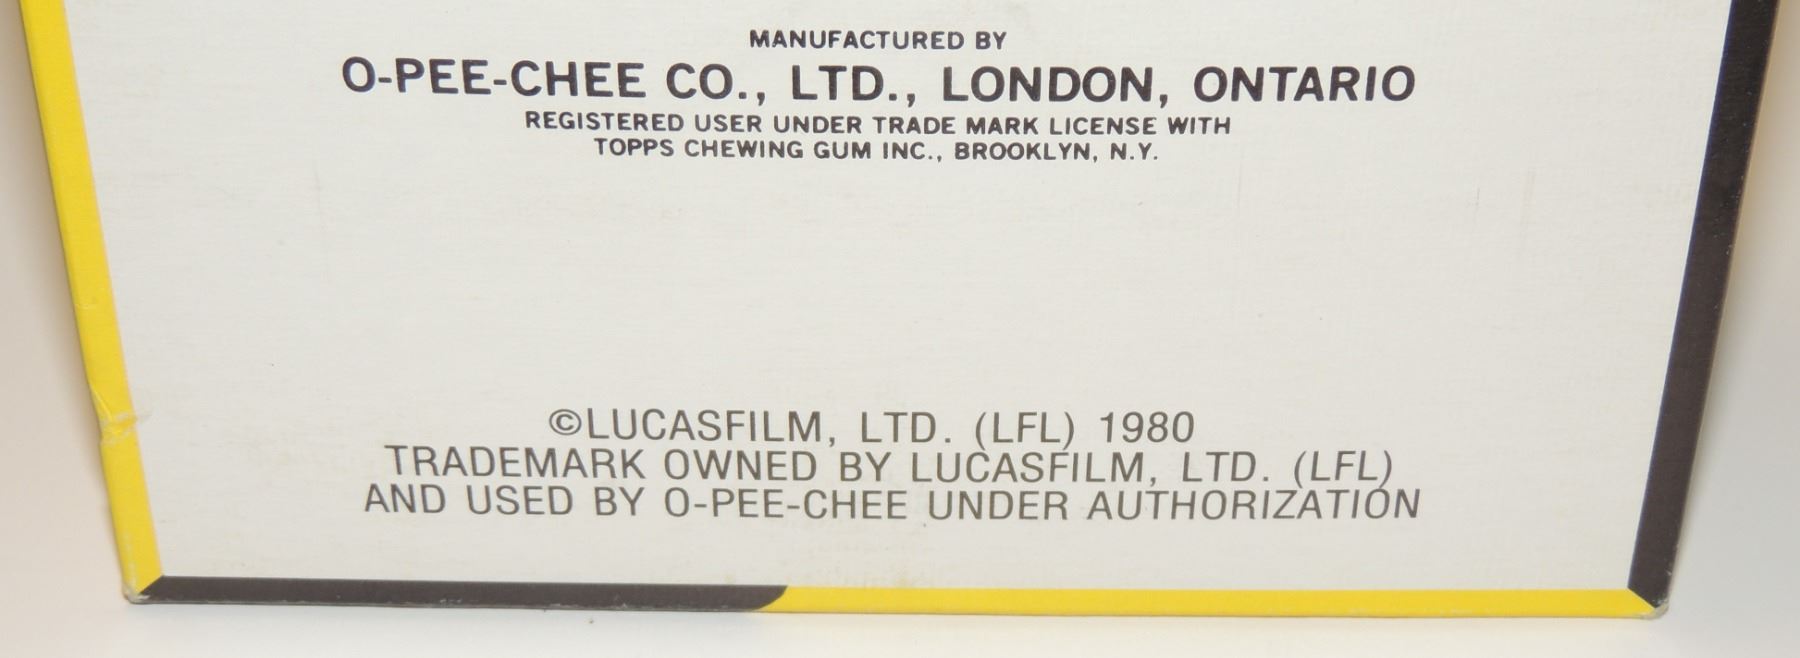 MANUFACTURED BY
O-PEE-CHEE CO., LTD., LONDON, ONTARIO
REGISTERED USER UNDER TRADE MARK LICENSE WITH
TOPPS CHEWING GUM INC., BROOKLYN, N.Y.
©LUCASFILM, LTD. (LFL) 1980
TRADEMARK OWNED BY LUCASFILM, LTD. (LFL)
AND USED BY O-PEE-CHEE UNDER AUTHORIZATION